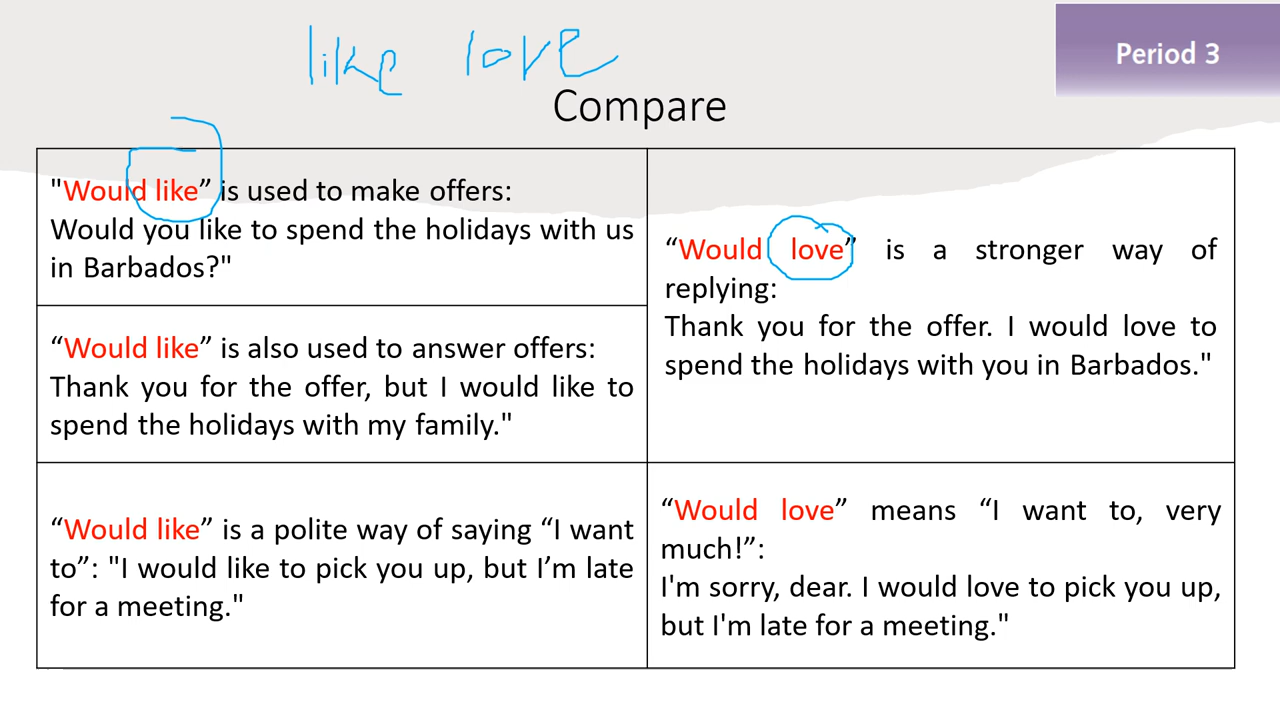 like love
Period 3
Compare
"Would like” is used to make offers:
Would you like to spend the holidays with us
in Barbados?"
“Would like” is also used to answer offers:
Thank you for the offer, but I would like to
spend the holidays with my family."
“Would like” is a polite way of saying “I want
to”: "I would like to pick you up, but I’m late
for a meeting."
“Would love” is a stronger way of
replying:
Thank you for the offer. I would love to
spend the holidays with you in Barbados."
“Would love” means “I want to, very
much!”:
I'm sorry, dear. I would love to pick you up,
but I'm late for a meeting."